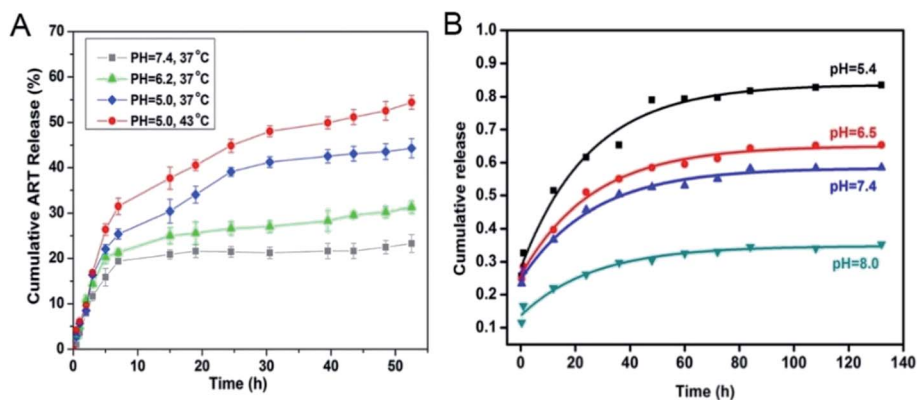 A
Cumulative ART Release (%)
70
60
50
40
30
20
10
0
PH=7.4, 37°C
PH=6.2, 37°C
PH=5.0, 37°C
PH=5.0, 43°C
0 10 20 30 40 50
Time (h)
B
Cumulative release
1.0
0.9
0.8
0.7
0.6
0.5
0.4
0.3
0.2
0.1
pH=5.4
pH=6.5
pH=7.4
pH=8.0
0 20 40 60 80 100 120 140
Time (h)